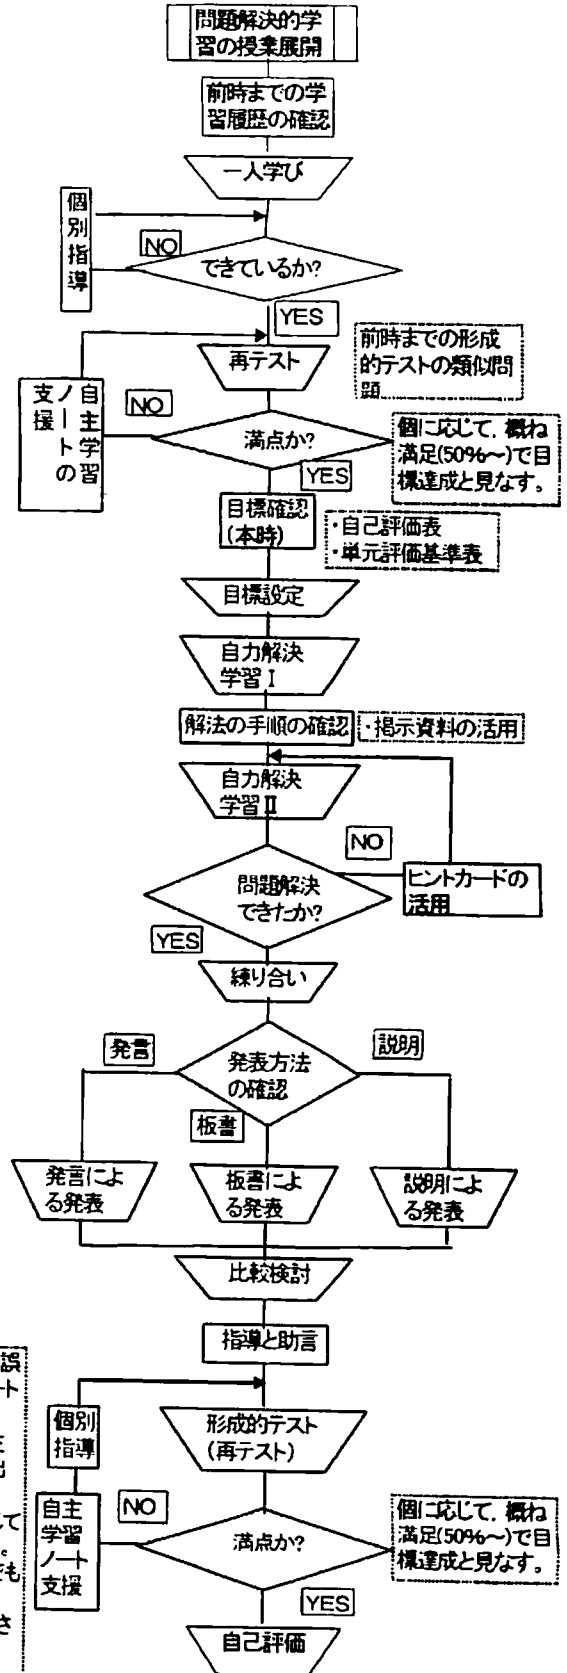 問題解決的学
習の授業展開
前時までの学
習履歴の確認
一人学び
個別指導
NO
できているか?
YES
再テスト
前時までの形成
的テストの類似問
題
自主学習
ノートの
支援
NO
満点か?
個に応じて、概ね
満足(50%~)で目
標達成と見なす。
YES
目標確認
(本時)
・自己評価表
・単元評価基準表
目標設定
自力解決
学習Ⅰ
解法の手順の確認
・掲示資料の活用
自力解決
学習Ⅱ
NO
問題解決
できたか?
ヒントカードの
活用
YES
練り合い
発言
発表方法
の確認
説明
板書
発言によ
る発表
板書によ
る発表
説明によ
る発表
比較検討
指導と助言
誤
ート
個別
指導
形成的テスト
(再テスト)
自主
学習
ノート
支援
NO
満点か?
個に応じて、概ね
満足(50%~)で目
標達成と見なす。
YES
自己評価